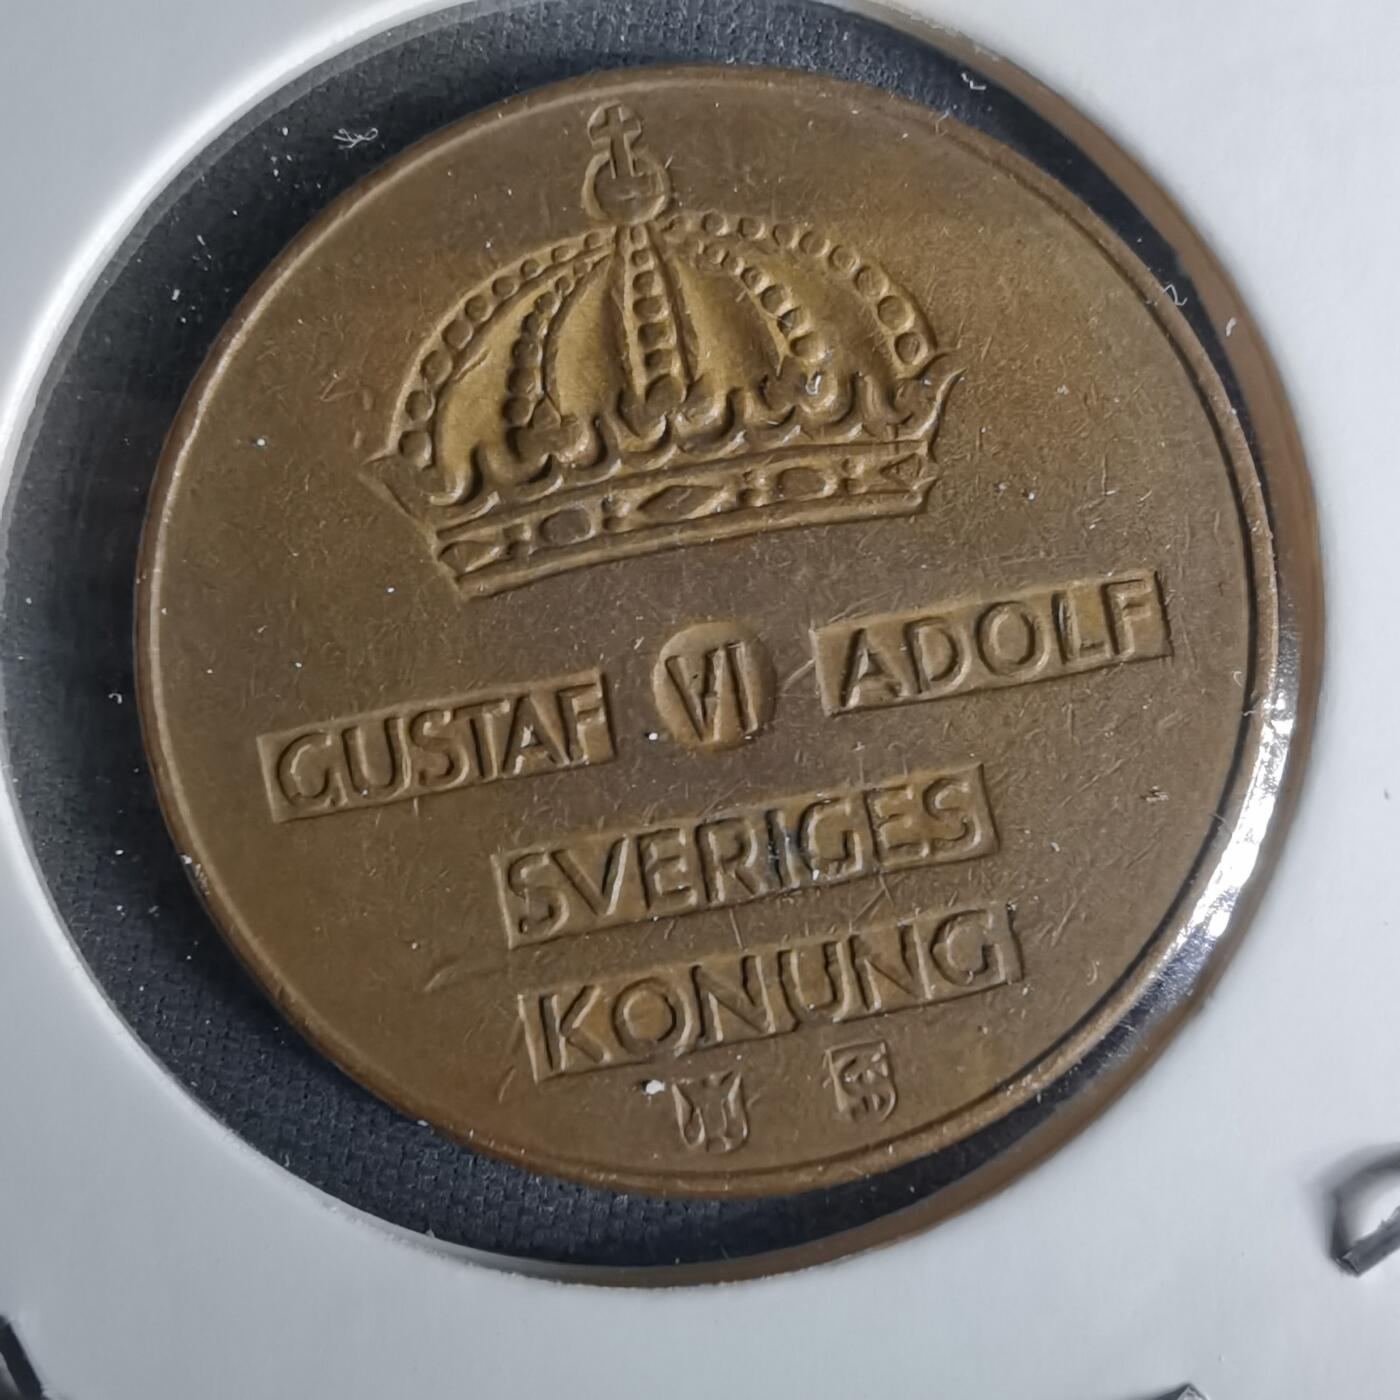 GUSTAF VI ADOLF
SVERIGES
KONUNG